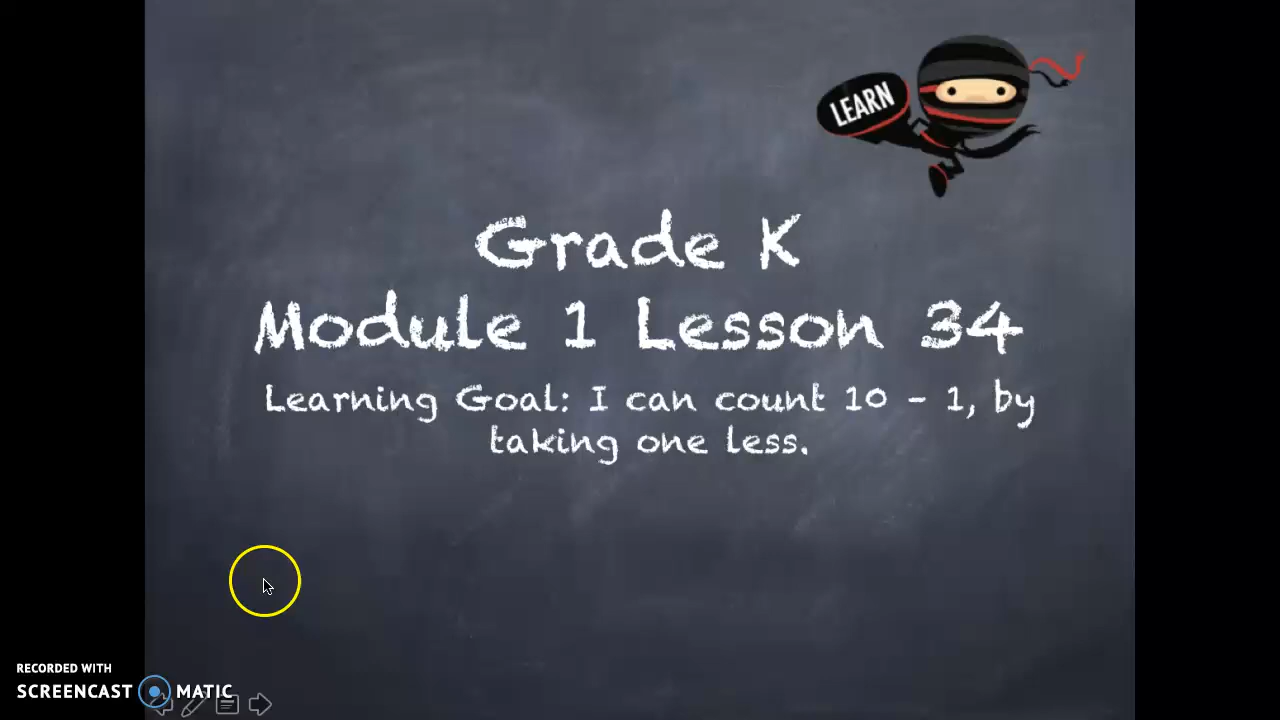 LEARN
Grade K
Module 1 Lesson 34
Learning Goal: I can count 10 - 1, by
taking one less.
RECORDED WITH
SCREENCAST MATIC